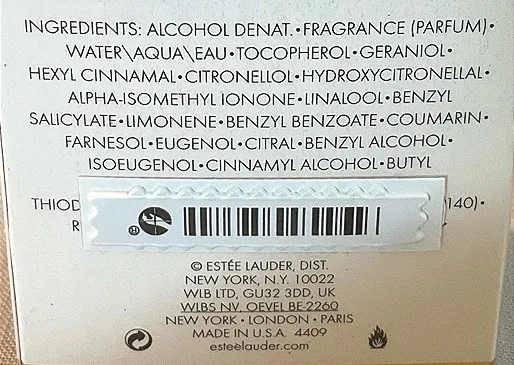 INGREDIENTS: ALCOHOL DENAT.•FRAGRANCE (PARFUM)•
WATER\AQUA\EAU•TOCOPHEROL•GERANIOL•
HEXYL CINNAMAL•CITRONELLOL•HYDROXYCITRONELLAL•
ALPHA-ISOMETHYL IONONE•LINALOOL•BENZYL
SALICYLATE•LIMONENE•BENZYL BENZOATE•COUMARIN•
FARNESOL•EUGENOL•CITRAL•BENZYL ALCOHOL•
ISOEUGENOL•CINNAMYL ALCOHOL•BUTYL
140)•
© ESTÉE LAUDER, DIST.
NEW YORK, N.Y. 10022
WLB LTD, GU32 3DD, UK
WLBS NV. OEVEL BE-2260
NEW YORK • LONDON • PARIS
MADE IN U.S.A. 4409
esteelauder.com